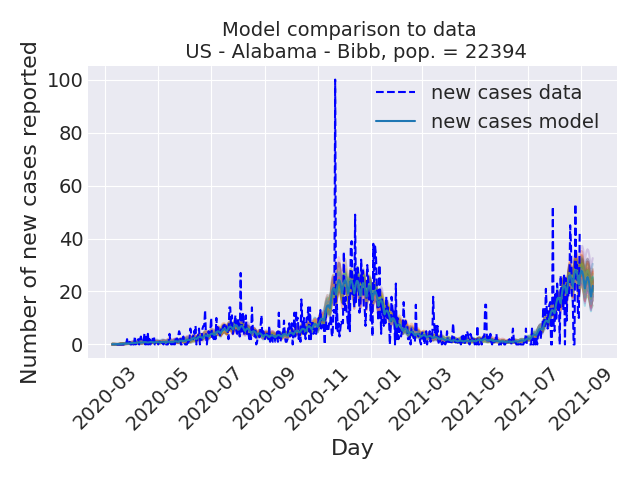 Model comparison to data
US - Alabama - Bibb, pop. = 22394
Number of new cases reported
100
80
60
40
20
0
new cases data
new cases model
2020-03
2020-05
2020-07
2020-09
2020-11
2021-01
2021-03
2021-05
2021-07
2021-09
Day